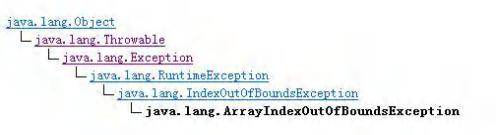 java.lang.Object
java.lang.Throwable
java.lang.Exception
java.lang.RuntimeException
java.lang.IndexOutOfBoundsException
java.lang.ArrayIndexOutOfBoundsException